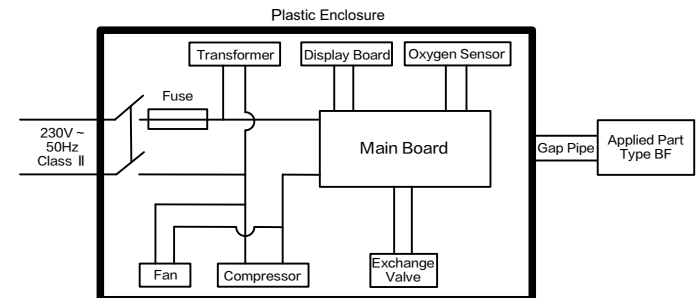 Plastic Enclosure
Transformer
Display Board
Oxygen Sensor
Fuse
230V ~
50Hz
Class Ⅱ
Main Board
Gap Pipe
Applied Part
Type BF
Fan
Compressor
Exchange
Valve